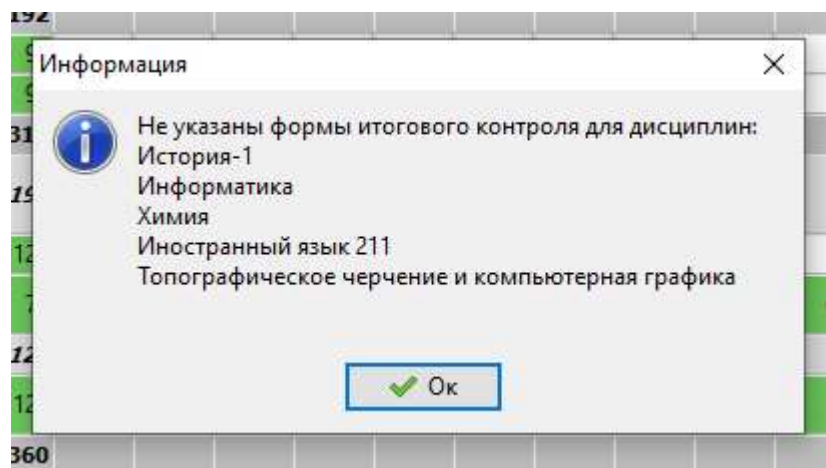 192
Информация
Не указаны формы итогового контроля для дисциплин:
История-1
Информатика
Химия
Иностранный язык 211
Топографическое черчение и компьютерная графика
Ок
12
360